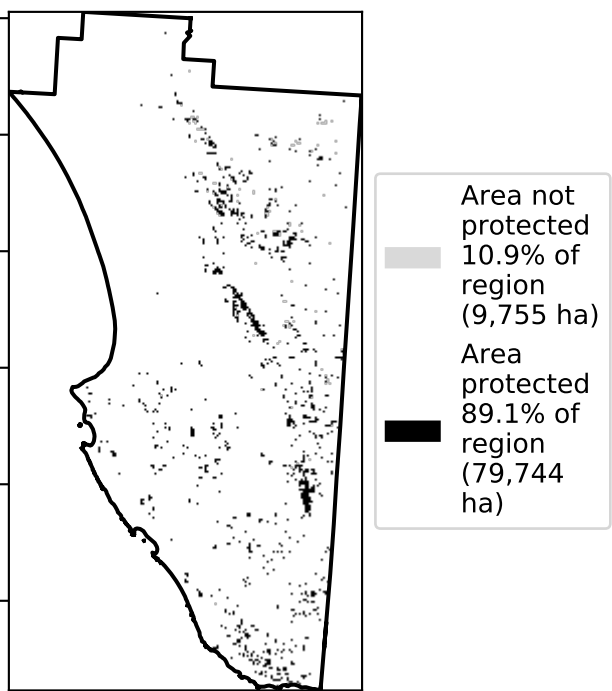 Area not
protected
10.9% of
region
(9,755 ha)
Area
protected
89.1% of
region
(79,744
ha)